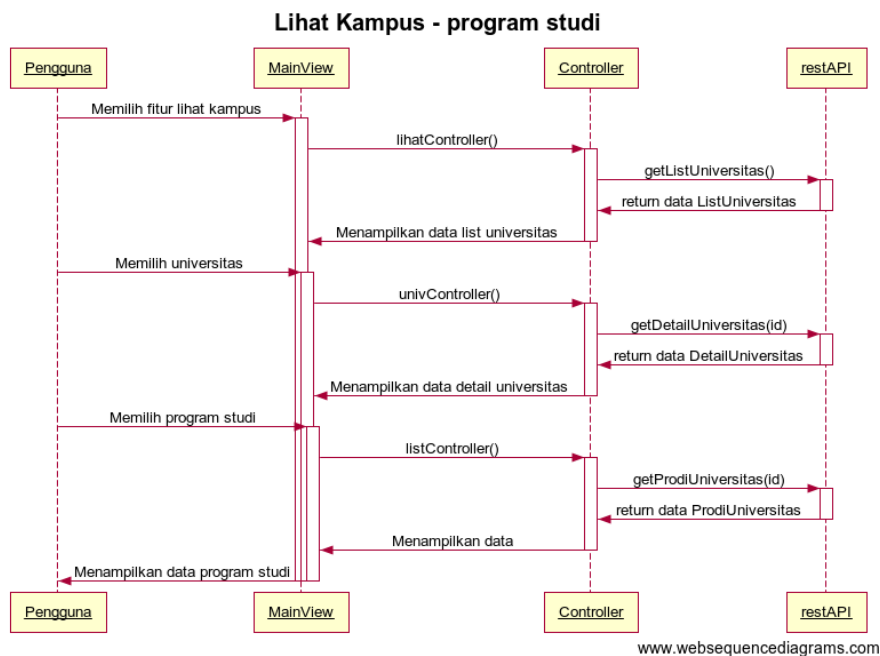 Lihat Kampus - program studi
Pengguna
MainView
Controller
restAPI
Memilih fitur lihat kampus
lihatController()
getListUniversitas()
return data ListUniversitas
Menampilkan data list universitas
Memilih universitas
univController()
getDetailUniversitas(id)
return data DetailUniversitas
Menampilkan data detail universitas
Memilih program studi
listController()
getProdiUniversitas(id)
return data ProdiUniversitas
Menampilkan data
Menampilkan data program studi
Pengguna
MainView
Controller
restAPI
www.websequencediagrams.com